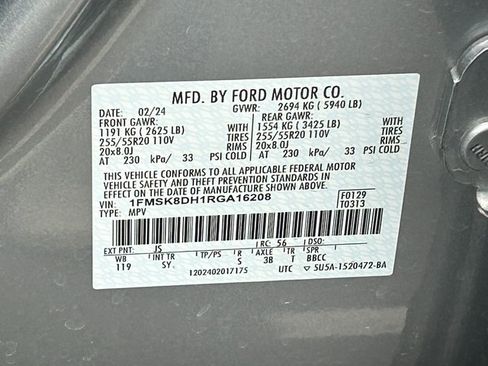 MFD. BY FORD MOTOR CO.
DATE: 02/24 GVWR: 2694 KG ( 5940 LB)
FRONT GAWR: REAR GAWR:
1191 KG ( 2625 LB) WITH 1554 KG ( 3425 LB) WITH
255/55R20 110V TIRES 255/55R20 110V TIRES
20x8.0J RIMS 20x8.0J RIMS
AT 230 kPa/ 33 PSI COLD AT 230 kPa/ 33 PSI COLD
THIS VEHICLE CONFORMS TO ALL APPLICABLE FEDERAL MOTOR
VEHICLE SAFETY AND THEFT PREVENTION STANDARDS IN
EFFECT ON THE DATE OF MANUFACTURE SHOWN ABOVE.
VIN: 1FMSK8DH1RGA16208 F0129
TYPE: MPV T0313
EXT PNT: JS RC: 56 DSO:
WB INT TR TP/PS R AXLE TR S
119 SY S 3B T BBCC
1202402017175 UTC ▽ 5U5A-1520472-BA